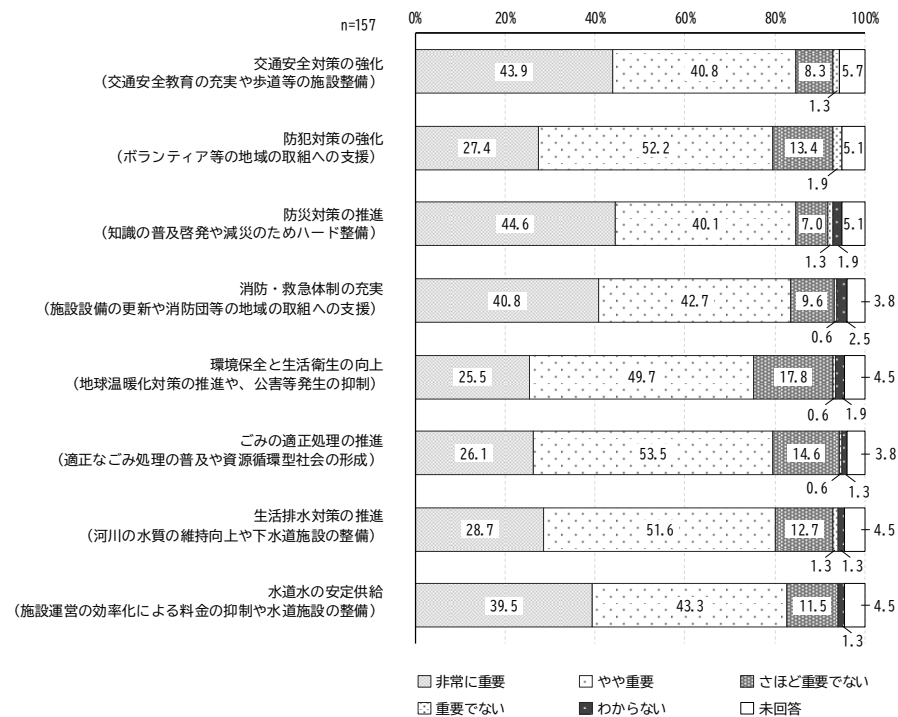 n=157
0% 20% 40% 60% 80% 100%
交通安全対策の強化
(交通安全教育の充実や歩道等の施設整備)
43.9 40.8 8.3 5.7
1.3
防犯対策の強化
(ボランティア等の地域の取組への支援)
27.4 52.2 13.4 5.1
1.9
防災対策の推進
(知識の普及啓発や減災のためハード整備)
44.6 40.1 7.0 5.1
1.3 1.9
消防・救急体制の充実
(施設設備の更新や消防団等の地域の取組への支援)
40.8 42.7 9.6 3.8
0.6 2.5
環境保全と生活衛生の向上
(地球温暖化対策の推進や、公害等発生の抑制)
25.5 49.7 17.8 4.5
0.6 1.9
ごみの適正処理の推進
(適正なごみ処理の普及や資源循環型社会の形成)
26.1 53.5 14.6 3.8
0.6 1.3
生活排水対策の推進
(河川の水質の維持向上や下水道施設の整備)
28.7 51.6 12.7 4.5
1.3 1.3
水道水の安定供給
(施設運営の効率化による料金の抑制や水道施設の整備)
39.5 43.3 11.5 4.5
1.3
非常に重要 やや重要 さほど重要でない
重要でない わからない 未回答